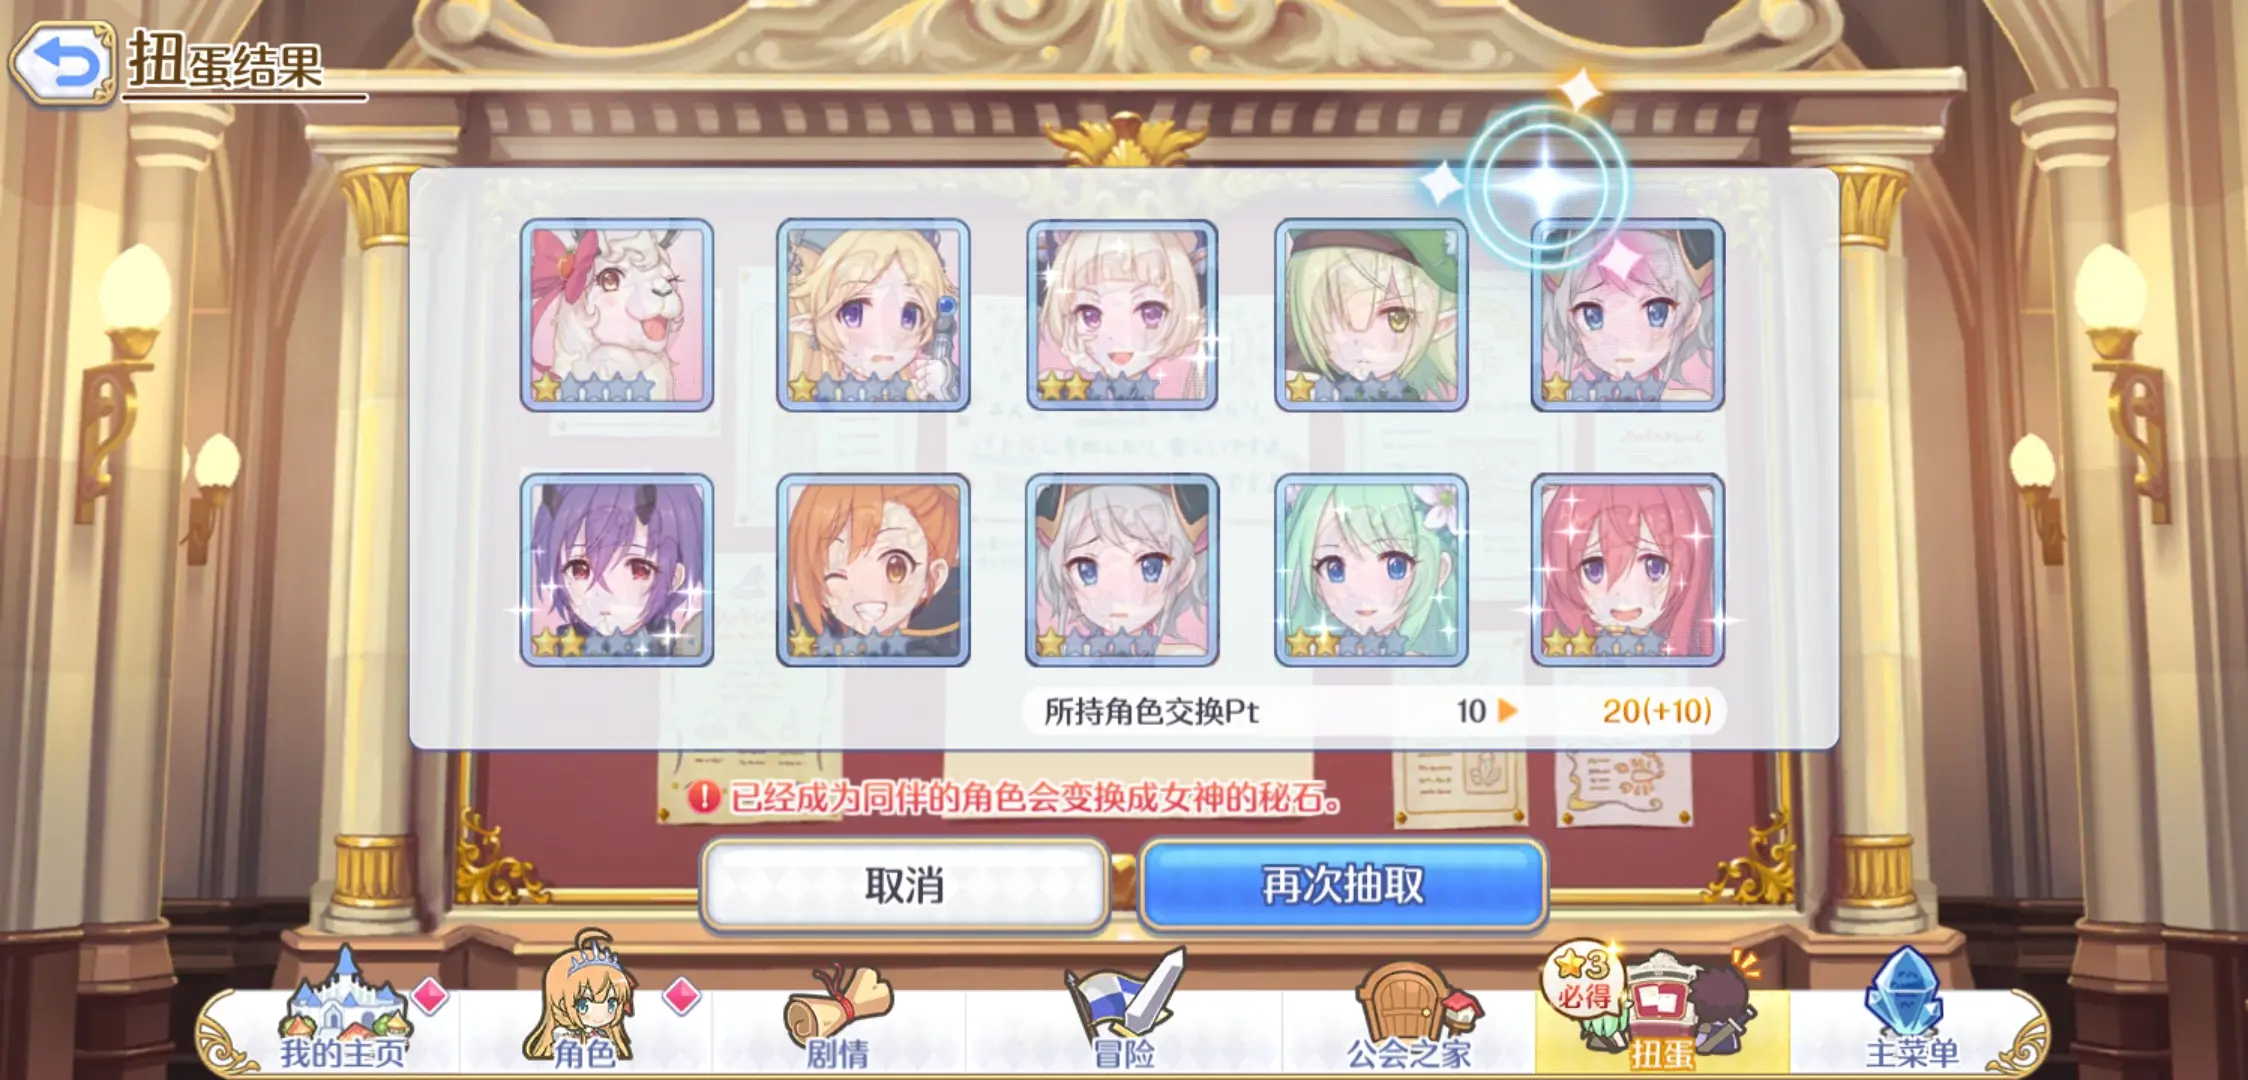 扭蛋结果
所持角色交换Pt 10 20(+10)
已经成为同伴的角色会变换成女神的秘石。
取消
再次抽取
3
必得
我的主页
角色
剧情
冒险
公会之家
扭蛋
主菜单